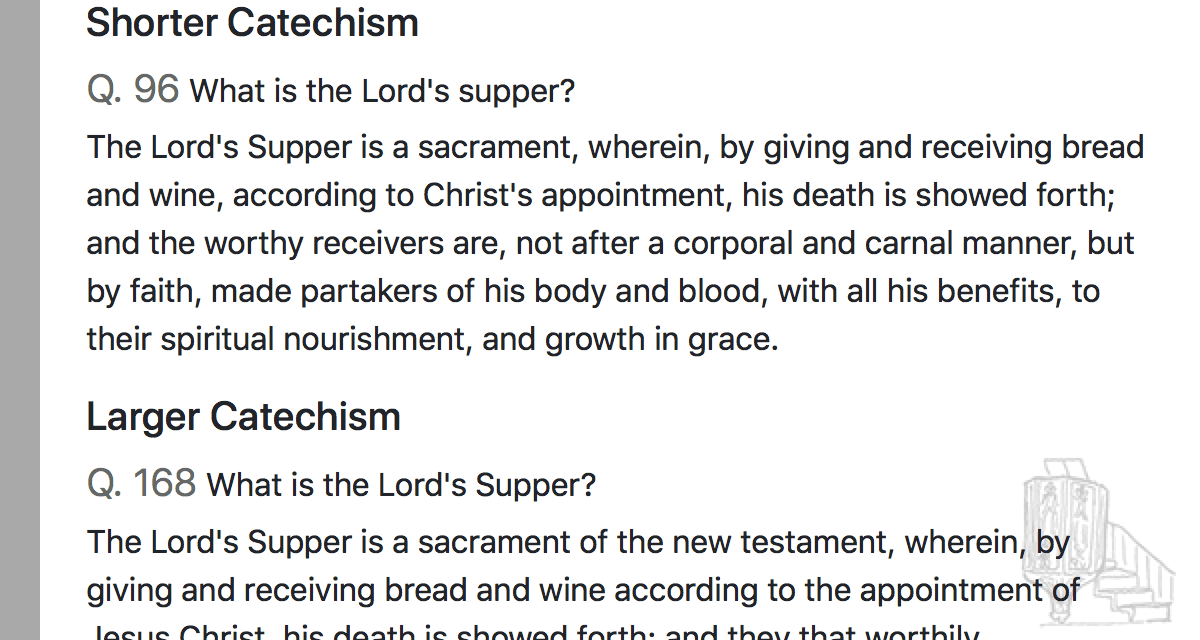 Shorter Catechism
Q. 96 What is the Lord's supper?
The Lord's Supper is a sacrament, wherein, by giving and receiving bread
and wine, according to Christ's appointment, his death is showed forth;
and the worthy receivers are, not after a corporal and carnal manner, but
by faith, made partakers of his body and blood, with all his benefits, to
their spiritual nourishment, and growth in grace.
Larger Catechism
Q. 168 What is the Lord's Supper?
The Lord's Supper is a sacrament of the new testament, wherein, by
giving and receiving bread and wine according to the appointment of
Jesus Christ, his death is showed forth; and they that worthily